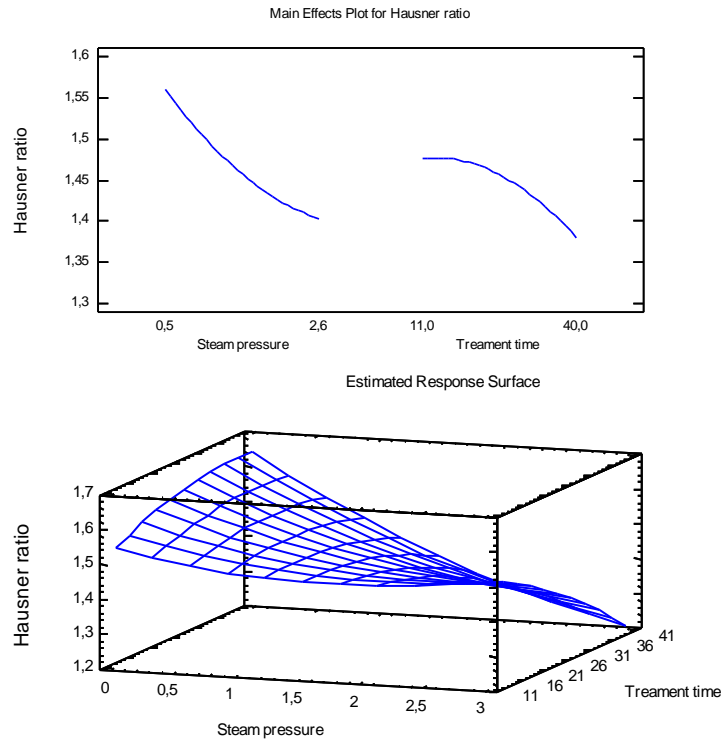 Main Effects Plot for Hausner ratio
1,6
1,55
1,5
1,45
1,4
1,35
1,3
Hausner ratio
0,5 2,6 11,0 40,0
Steam pressure Treament time
Estimated Response Surface
1,7
1,6
1,5
1,4
1,3
1,2
Hausner ratio
0 0,5 1 1,5 2 2,5 3
11 16 21 26 31 36 41
Steam pressure
Treament time